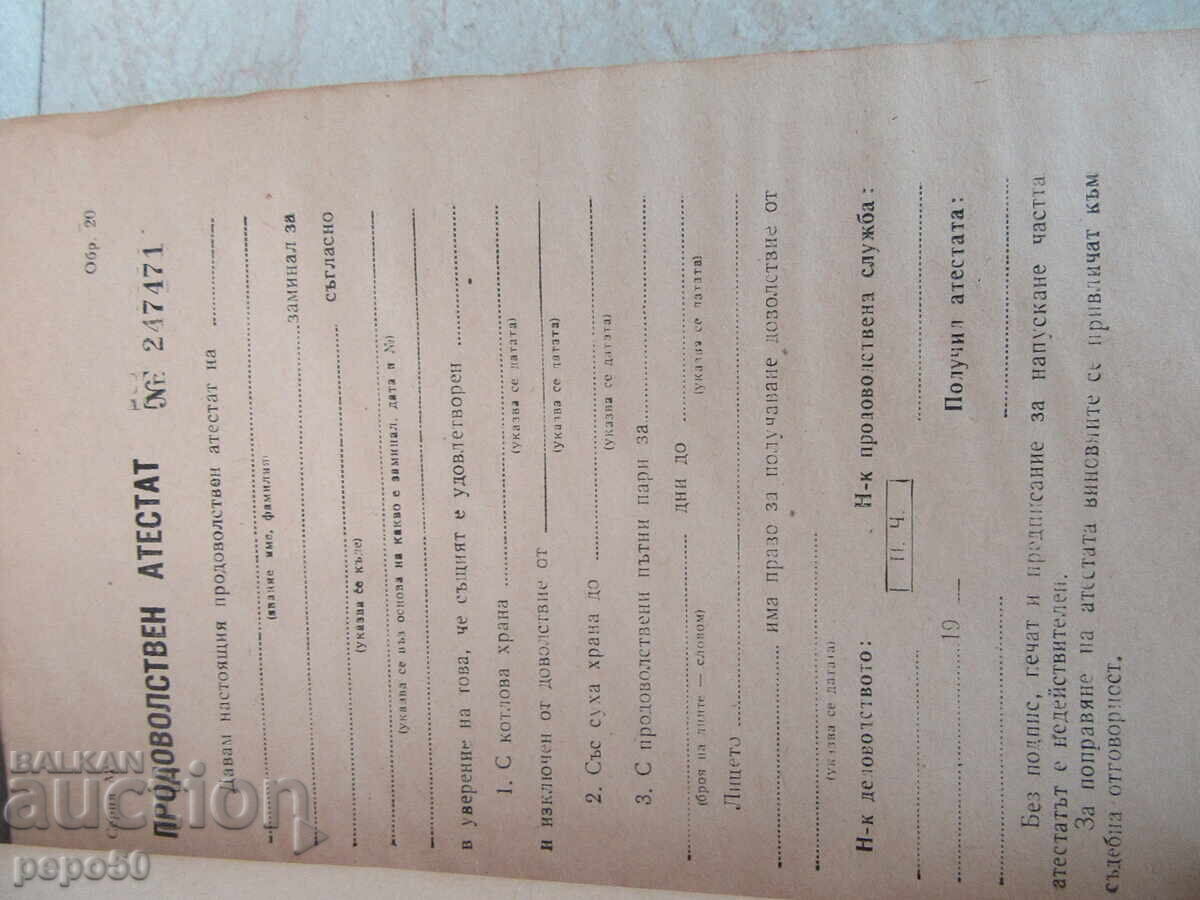 Обр. 20
Серия
ПРОДОВОЛСТВЕН АТЕСТАТ № 247471
Давам настоящия продоволствен атестат на
(звание име, фамилия)
заминал за
(указва се къде)
съгласно
(указва се въз основа на какво е заминал, дата и №)
в уверение на това, че същият е удовлетворен
1. С котлова храна
(указва се датата)
и изключен от доволствие от
(указва се датата)
2. Със суха храна до
(указва се датата)
3. С продоволствени пътни пари за
дни до
(броя на дните — словом) (указва се датата)
Лицето
има право за получаване доволствие от
(указва се датата)
Н-к деловодството: Н-к продоволствена служба:
П. Ч.
19
Получил атестата:
Без подпис, печат и предписание за напускане частта
атестатът е недействителен.
За поправяне на атестата виновните се привличат към
съдебна отговорност.
BALKAN
auction
pepo50